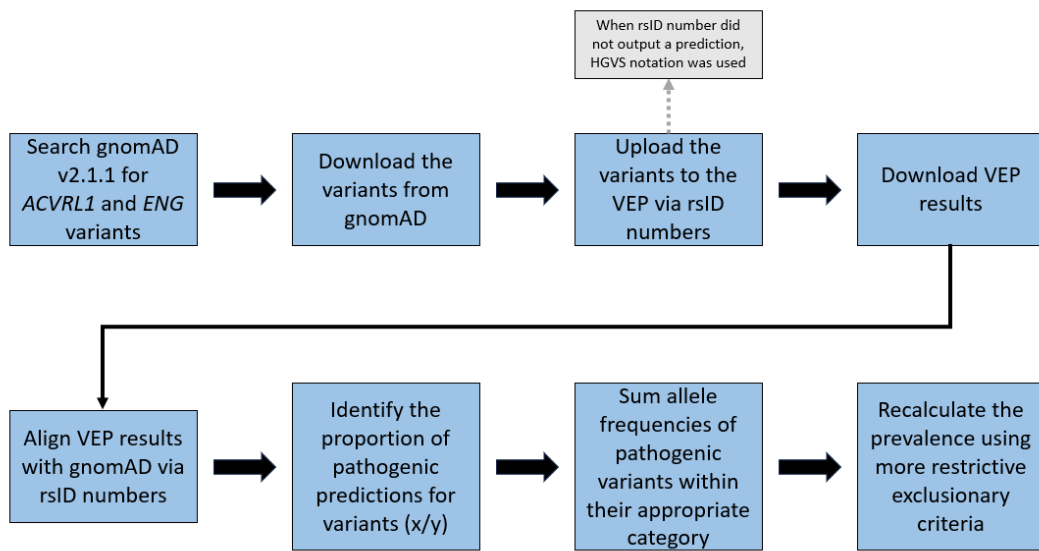 When rsID number did
not output a prediction,
HGVS notation was used
Search gnomAD
v2.1.1 for
ACVRL1 and ENG
variants
Download the
variants from
gnomAD
Upload the
variants to the
VEP via rsID
numbers
Download VEP
results
Align VEP results
with gnomAD via
rsID numbers
Identify the
proportion of
pathogenic
predictions for
variants (x/y)
Sum allele
frequencies of
pathogenic
variants within
their appropriate
category
Recalculate the
prevalence using
more restrictive
exclusionary
criteria